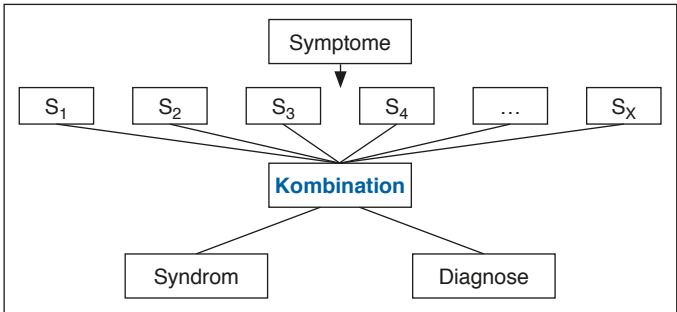 Symptome
S₁ S₂ S₃ S₄ … Sₓ
Kombination
Syndrom Diagnose